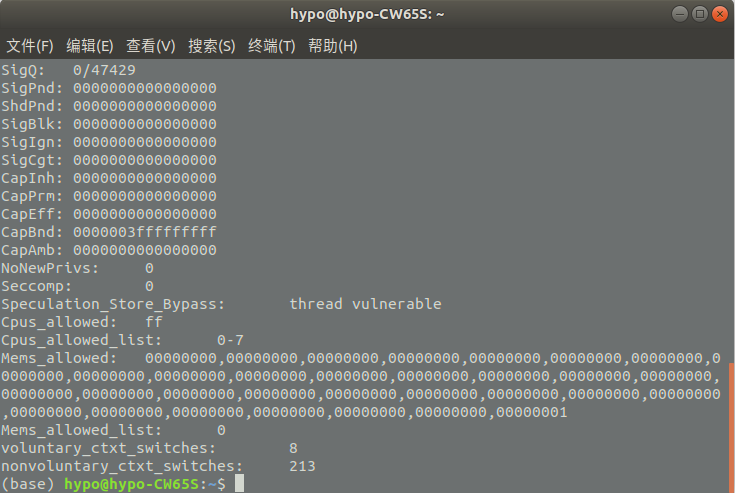 hypo@hypo-CW65S: ~
文件(F) 编辑(E) 查看(V) 搜索(S) 终端(T) 帮助(H)
SigQ:   0/47429
SigPnd: 0000000000000000
ShdPnd: 0000000000000000
SigBlk: 0000000000000000
SigIgn: 0000000000000000
SigCgt: 0000000000000000
CapInh: 0000000000000000
CapPrm: 0000000000000000
CapEff: 0000000000000000
CapBnd: 0000003fffffffff
CapAmb: 0000000000000000
NoNewPrivs:     0
Seccomp:        0
Speculation_Store_Bypass:       thread vulnerable
Cpus_allowed:   ff
Cpus_allowed_list:      0-7
Mems_allowed:   00000000,00000000,00000000,00000000,00000000,00000000,00000000,0
0000000,00000000,00000000,00000000,00000000,00000000,00000000,00000000,00000000,
00000000,00000000,00000000,00000000,00000000,00000000,00000000,00000000,00000000
,00000000,00000000,00000000,00000000,00000000,00000000,00000001
Mems_allowed_list:      0
voluntary_ctxt_switches:        8
nonvoluntary_ctxt_switches:     213
(base) hypo@hypo-CW65S:~$